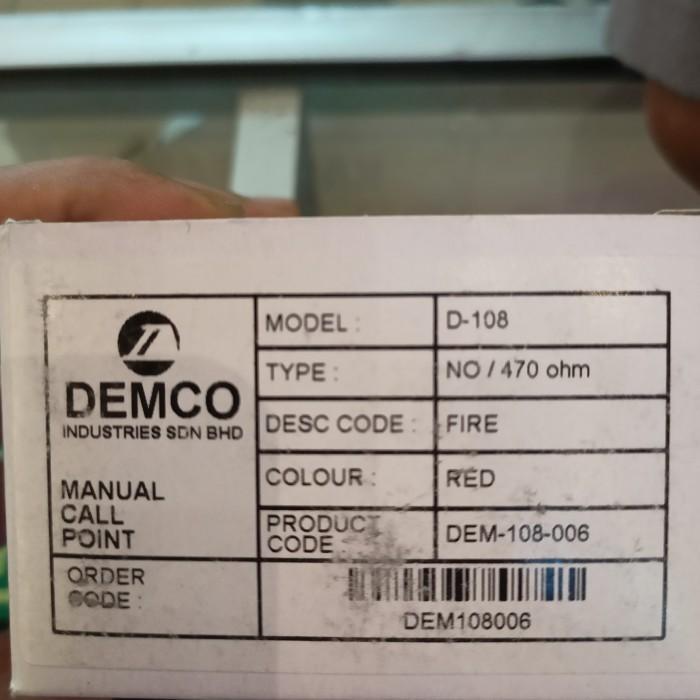 DEMCO
INDUSTRIES SDN BHD
MANUAL
CALL
POINT
MODEL : D-108
TYPE : NO / 470 ohm
DESC CODE : FIRE
COLOUR : RED
PRODUCT
CODE DEM-108-006
ORDER
CODE :
DEM108006